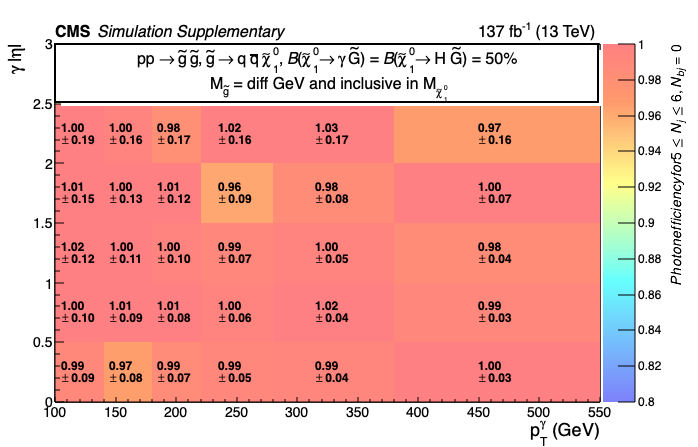 CMS Simulation Supplementary 137 fb⁻¹ (13 TeV)
pp → g̃ g̃, g̃ → q q̄ χ̃⁰₁, B(χ̃⁰₁ → γ G̃) = B(χ̃⁰₁ → H G̃) = 50%
M_g̃ = diff GeV and inclusive in M_χ̃⁰₁
γ |η|
3
2.5
2
1.5
1
0.5
0
1.00 1.00 0.98 1.02 1.03 0.97
± 0.19 ± 0.16 ± 0.17 ± 0.16 ± 0.17 ± 0.16
1.01 1.00 1.01 0.96 0.98 1.00
± 0.15 ± 0.13 ± 0.12 ± 0.09 ± 0.08 ± 0.07
1.02 1.00 1.00 0.99 1.00 0.98
± 0.12 ± 0.11 ± 0.10 ± 0.07 ± 0.05 ± 0.04
1.00 1.01 1.01 1.00 1.02 0.99
± 0.10 ± 0.09 ± 0.08 ± 0.06 ± 0.04 ± 0.03
0.99 0.97 0.99 0.99 0.99 1.00
± 0.09 ± 0.08 ± 0.07 ± 0.05 ± 0.04 ± 0.03
100 150 200 250 300 350 400 450 500 550
p_T^γ (GeV)
1
0.98
0.96
0.94
0.92
0.9
0.88
0.86
0.84
0.82
0.8
Photonefficiencyfor5 ≤ N_j ≤ 6, N_bj = 0